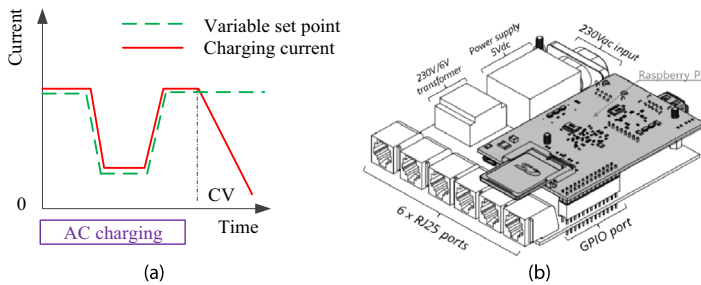 Current
Variable set point
Charging current
0
CV
Time
AC charging
(a)
230Vac input
Power supply
5Vdc
230V/6V
transformer
Raspberry P
6 x RJ25 ports
GPIO port
(b)